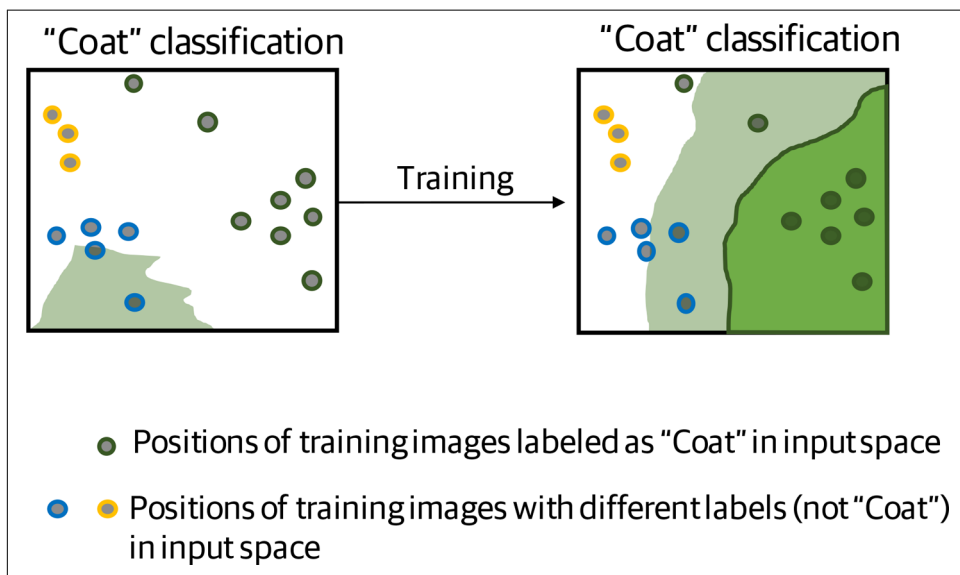 “Coat” classification
“Coat” classification
Training
Positions of training images labeled as “Coat” in input space
Positions of training images with different labels (not “Coat”)
in input space